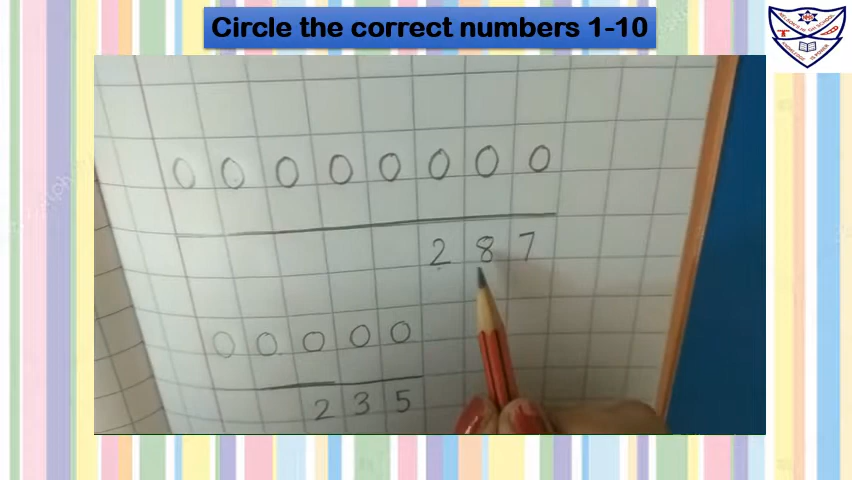 Circle the correct numbers 1-10
0 0 0 0 0 0 0 0
2 8 7
0 0 0 0 0
2 3 5